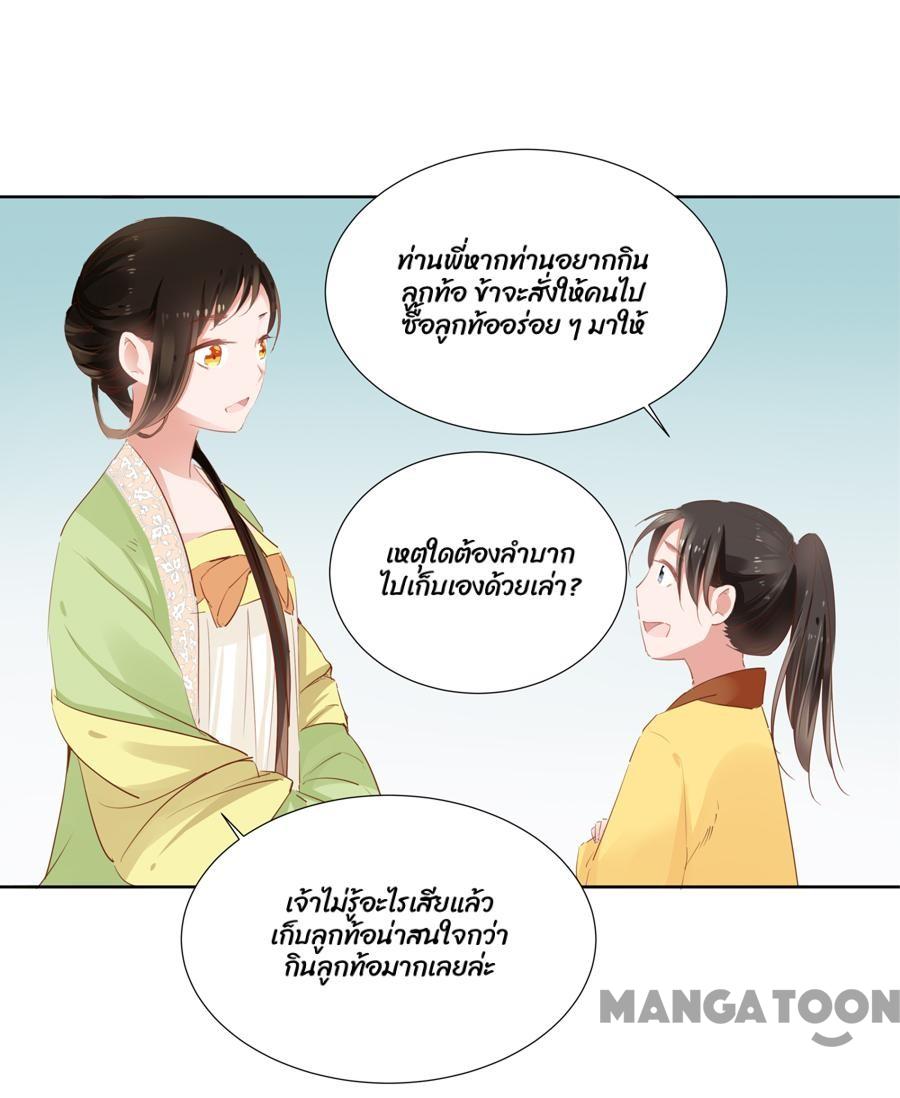 ท่านพี่หากท่านอยากกิน
ลูกท้อ ข้าจะสั่งให้คนไป
ซื้อลูกท้ออร่อย ๆ มาให้
เหตุใดต้องลำบาก
ไปเก็บเองด้วยเล่า?
เจ้าไม่รู้อะไรเสียแล้ว
เก็บลูกท้อน่าสนใจกว่า
กินลูกท้อมากเลยล่ะ
MANGATOON